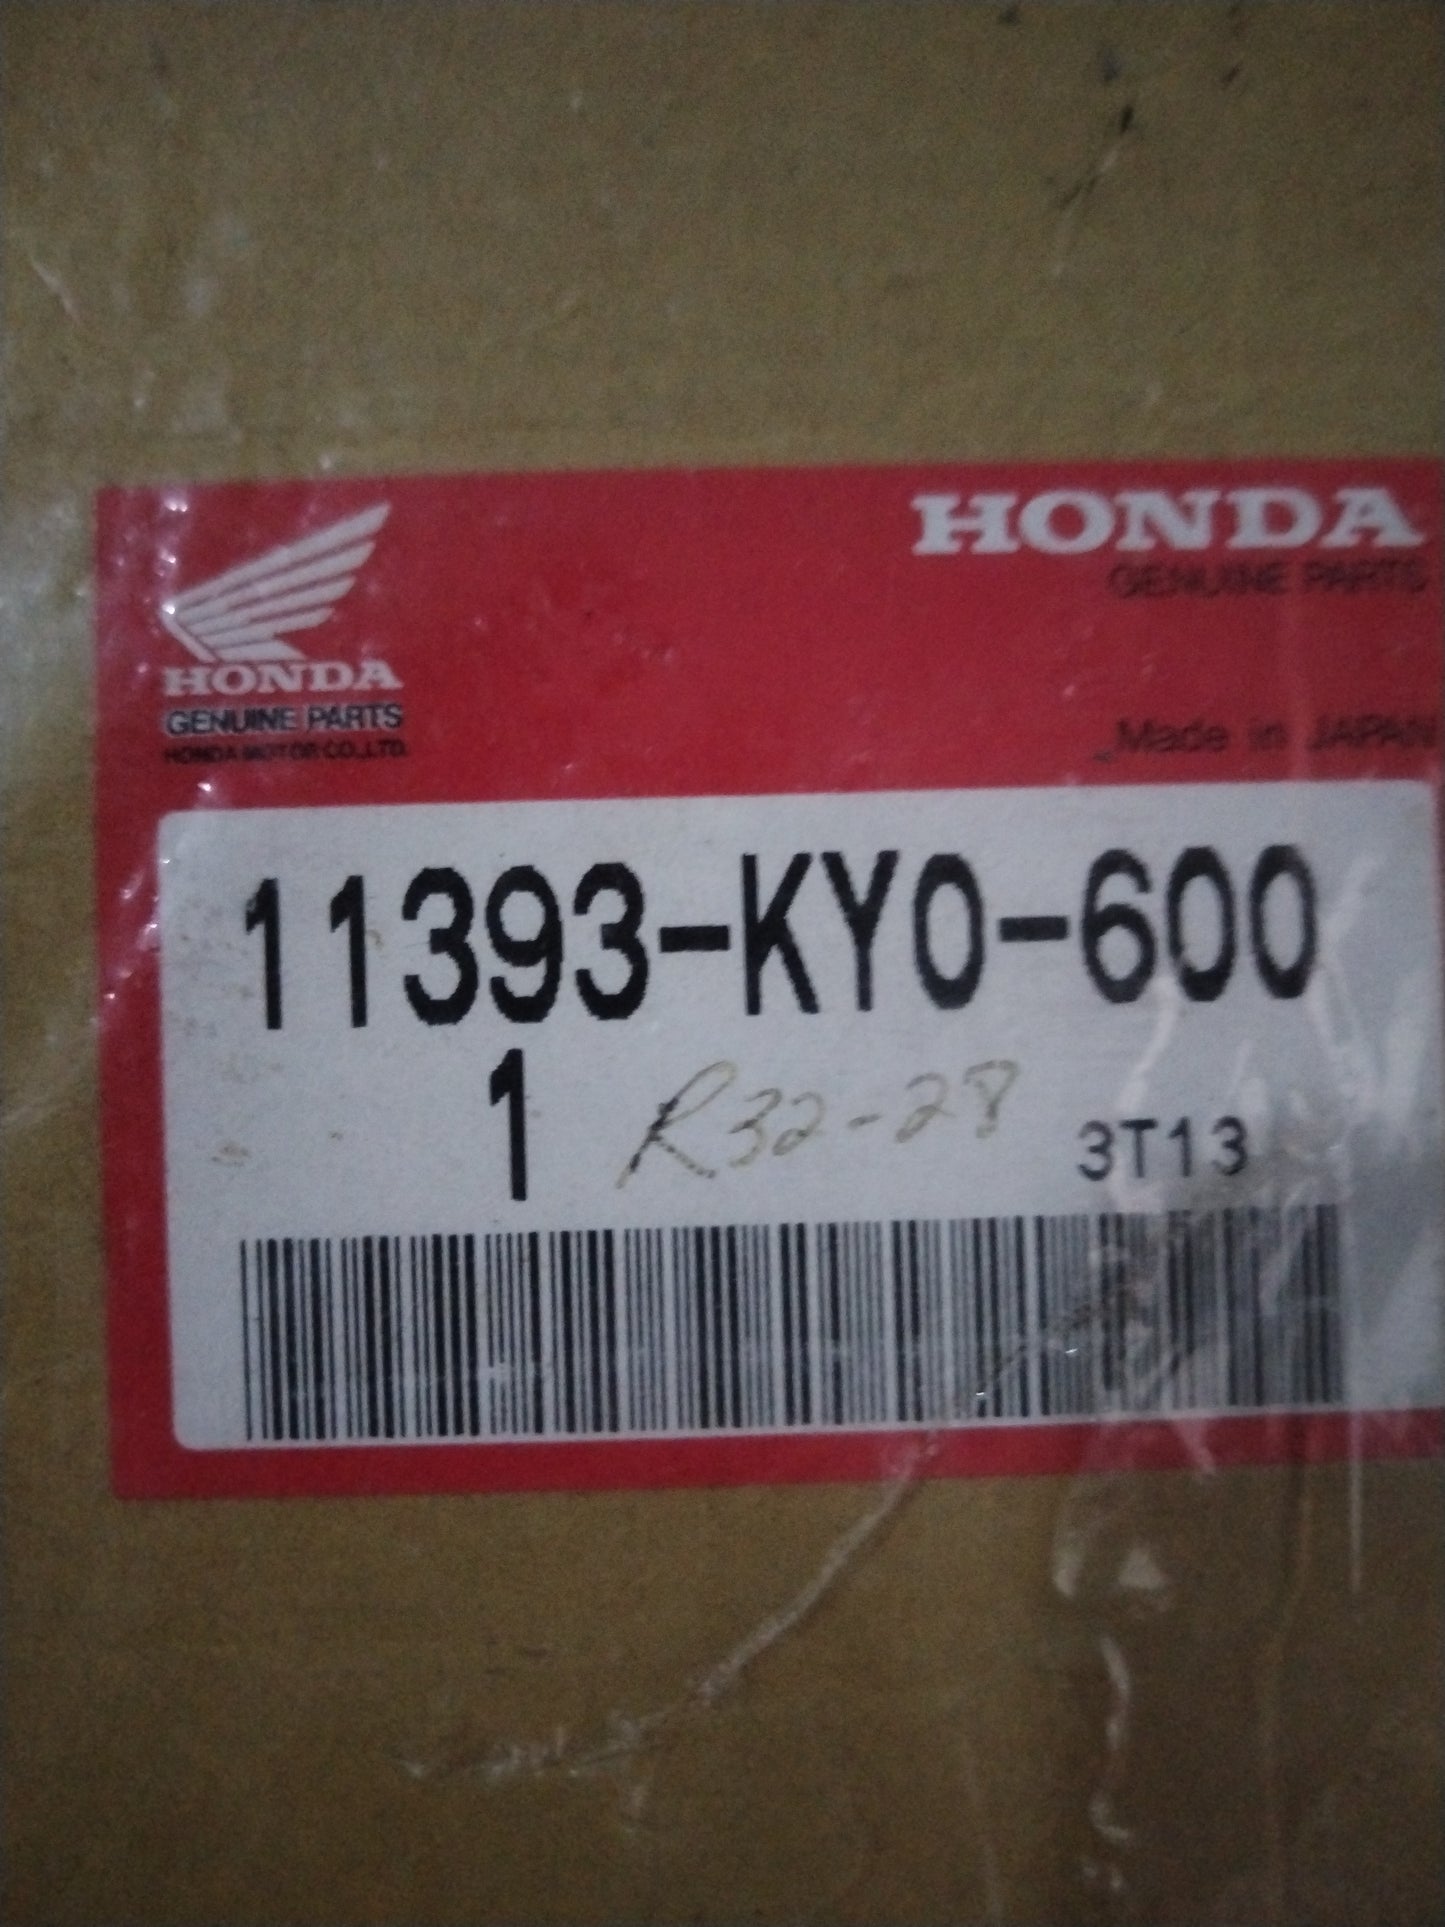 HONDA
GENUINE PARTS
HONDA
GENUINE PARTS
HONDA MOTOR CO.,LTD.
Made in JAPAN
11393-KY0-600
1 R32-28 3T13